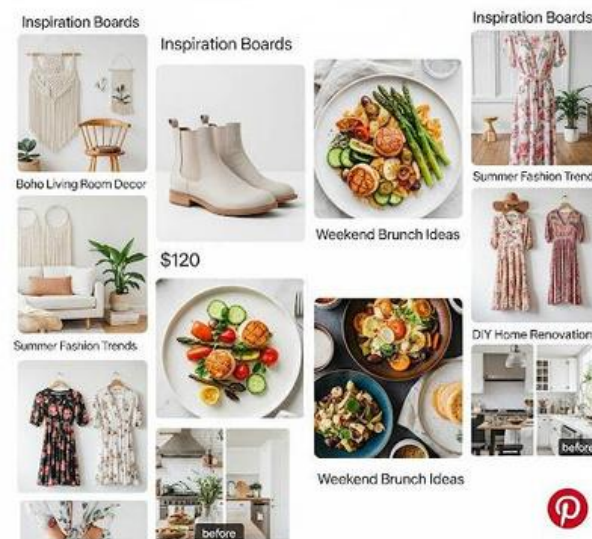 Inspiration Boards
Boho Living Room Decor
Summer Fashion Trends
Inspiration Boards
$120
before
Weekend Brunch Ideas
Weekend Brunch Ideas
Inspiration Boards
Summer Fashion Trend
DIY Home Renovation
before